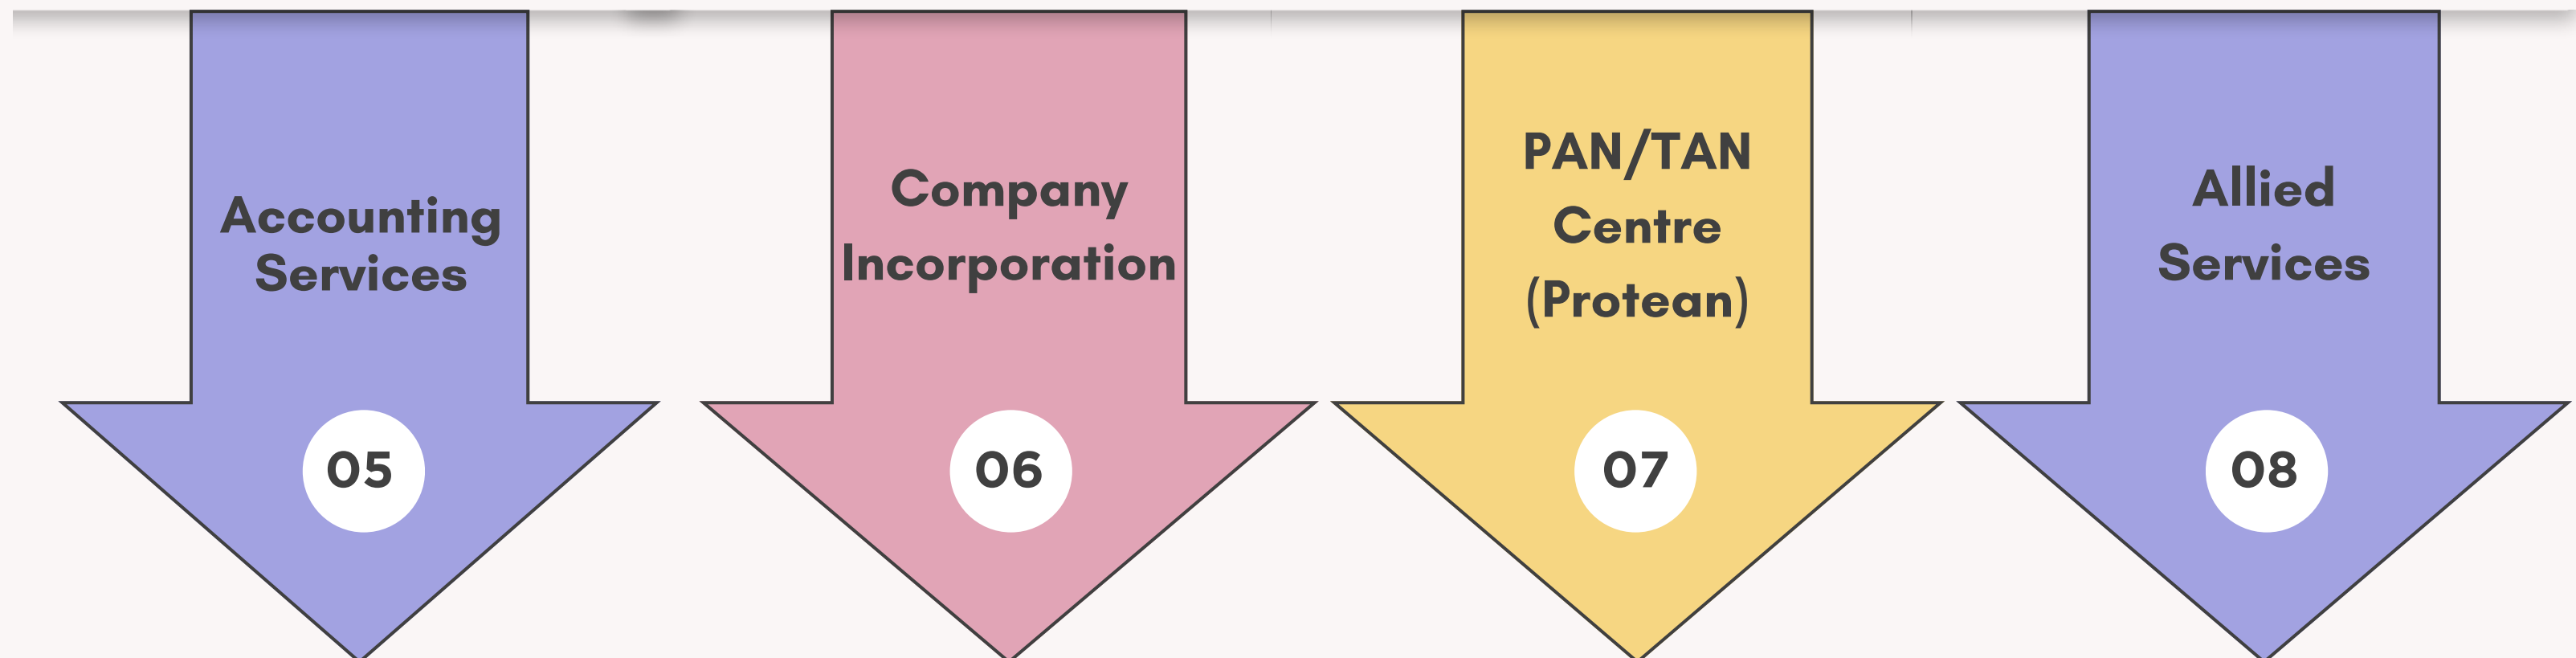 Accounting
Services
05
Company
Incorporation
06
PAN/TAN
Centre
(Protean)
07
Allied
Services
08